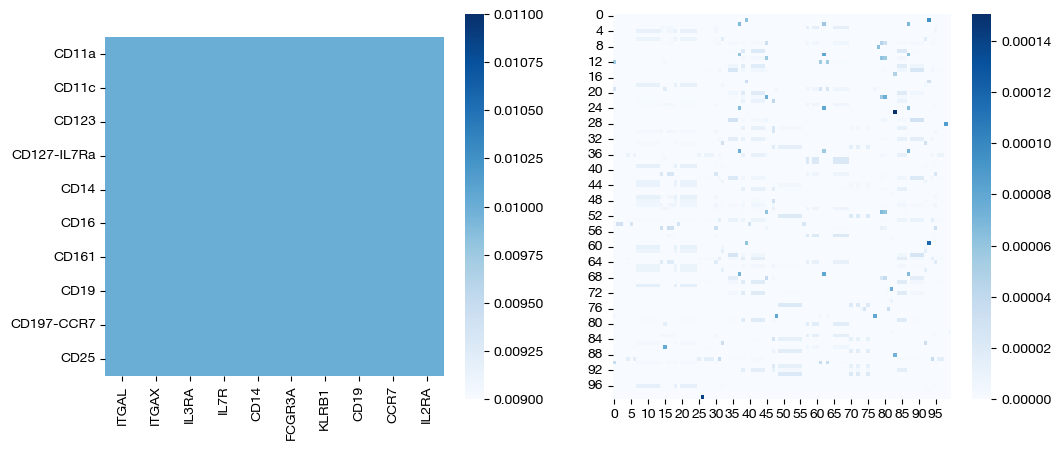 CD11a
CD11c
CD123
CD127-IL7Ra
CD14
CD16
CD161
CD19
CD197-CCR7
CD25
ITGAL
ITGAX
IL3RA
IL7R
CD14
FCGR3A
KLRB1
CD19
CCR7
IL2RA
0.01100
0.01075
0.01050
0.01025
0.01000
0.00975
0.00950
0.00925
0.00900
0
4
8
12
16
20
24
28
32
36
40
44
48
52
56
60
64
68
72
76
80
84
88
92
96
0 5 10 15 20 25 30 35 40 45 50 55 60 65 70 75 80 85 90 95
0.00014
0.00012
0.00010
0.00008
0.00006
0.00004
0.00002
0.00000